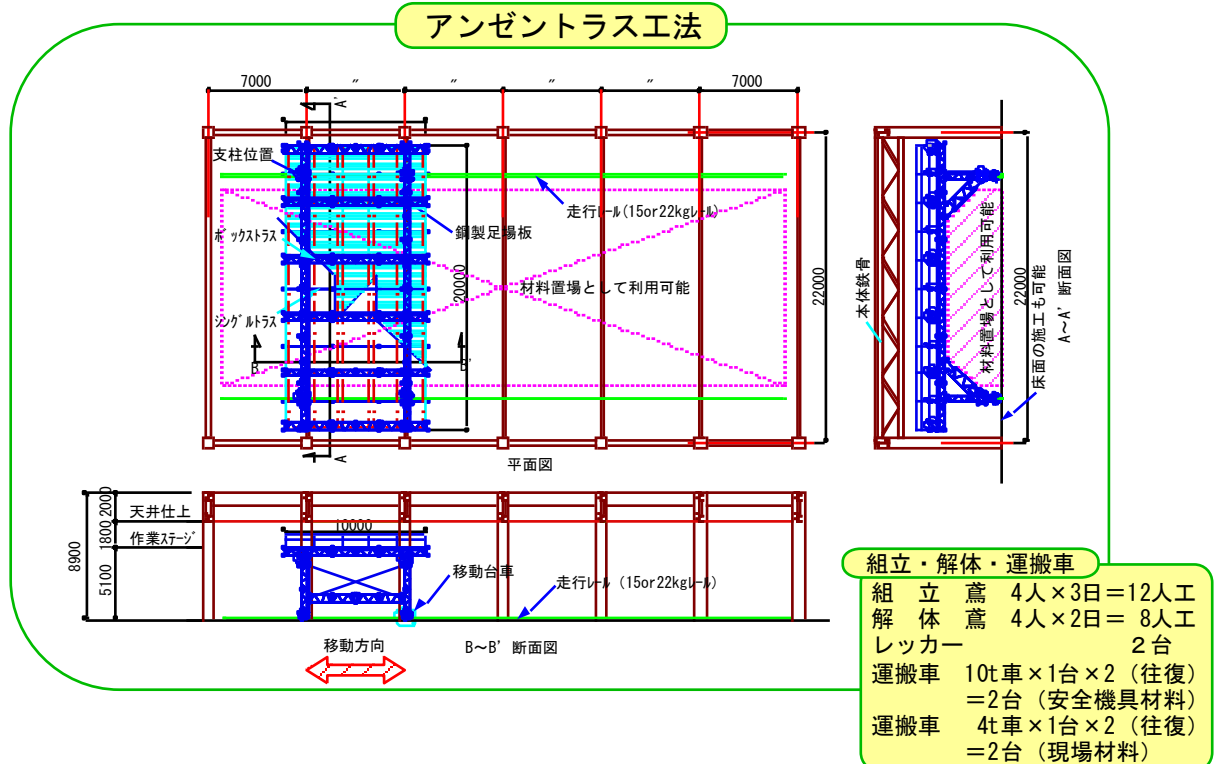 アンゼントラス工法
7000
〃
〃
〃
〃
7000
A'
支柱位置
走行レール(15or22kgレール)
ボックストラス
鋼製足場板
20000
材料置場として利用可能
22000
シングルトラス
B
B'
A
平面図
本体鉄骨
材料置場として利用可能
22000
床面の施工も可能
A～A' 断面図
8900
2000
天井仕上
1800
作業ステージ
10000
5100
移動台車
走行レール (15or22kgレール)
移動方向
B～B' 断面図
組立・解体・運搬車
組 立 鳶 4人×3日＝12人工
解 体 鳶 4人×2日＝ 8人工
レッカー 2台
運搬車 10t車×1台×2 (往復)
＝2台 (安全機具材料)
運搬車 4t車×1台×2 (往復)
＝2台 (現場材料)